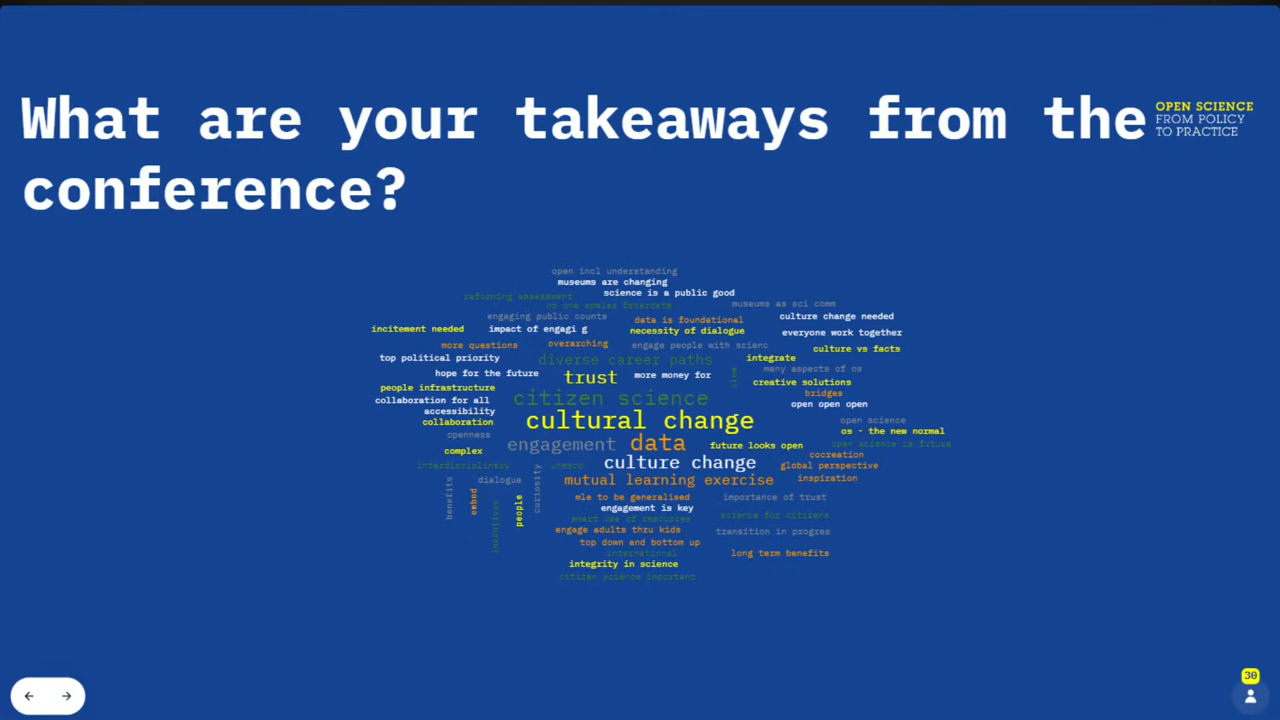 What are your takeaways from the
conference?
OPEN SCIENCE
FROM POLICY
TO PRACTICE
open incl understanding
museums are changing
science is a public good
reforming assessment
no one spelar österders
museums as sci comm
engaging public counts
data is foundational
culture change needed
incitement needed
impact of engagi g
necessity of dialogue
everyone work together
more questions
overarching
engage people with scienc
culture vs facts
top political priority
diverse career paths
integrate
many aspects of os
hope for the future
trust
more money for
slow
creative solutions
people infrastructure
bridges
collaboration for all
citizen science
open open open
accessibility
collaboration
cultural change
open science
os - the new normal
openness
engagement
data
future looks open
open science is future
complex
cocreation
interdisciplinary
unesco
culture change
global perspective
dialogue
mutual learning exercise
inspiration
benefits
embed
incentives
people
curiosity
mle to be generalised
importance of trust
engagement is key
smart use of resources
science for citizens
engage adults thru kids
transition in progres
top down and bottom up
international
long term benefits
integrity in science
citizen science important
30